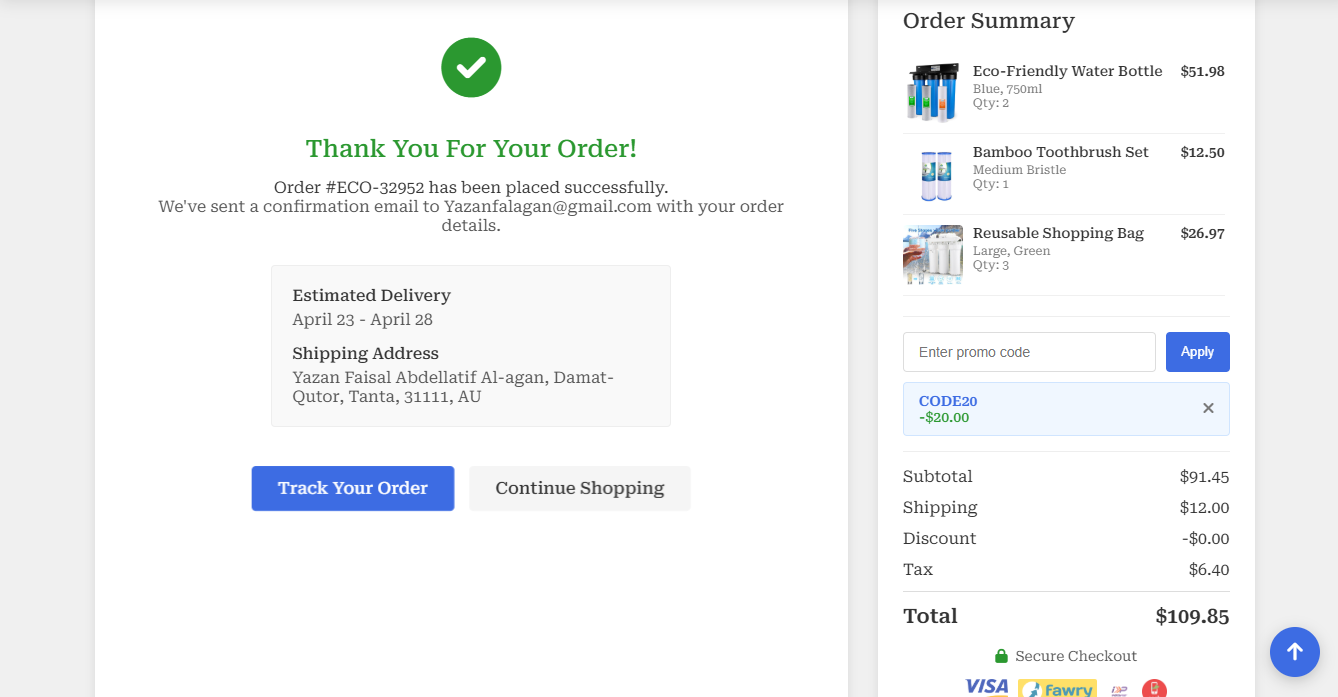 Thank You For Your Order!
Order #ECO-32952 has been placed successfully.
We've sent a confirmation email to Yazanfalagan@gmail.com with your order
details.
Estimated Delivery
April 23 - April 28
Shipping Address
Yazan Faisal Abdellatif Al-agan, Damat-
Qutor, Tanta, 31111, AU
Track Your Order
Continue Shopping
Order Summary
Eco-Friendly Water Bottle $51.98
Blue, 750ml
Qty: 2
Bamboo Toothbrush Set $12.50
Medium Bristle
Qty: 1
Reusable Shopping Bag $26.97
Large, Green
Qty: 3
Enter promo code
Apply
CODE20
-$20.00
Subtotal $91.45
Shipping $12.00
Discount -$0.00
Tax $6.40
Total $109.85
Secure Checkout
VISA fawry